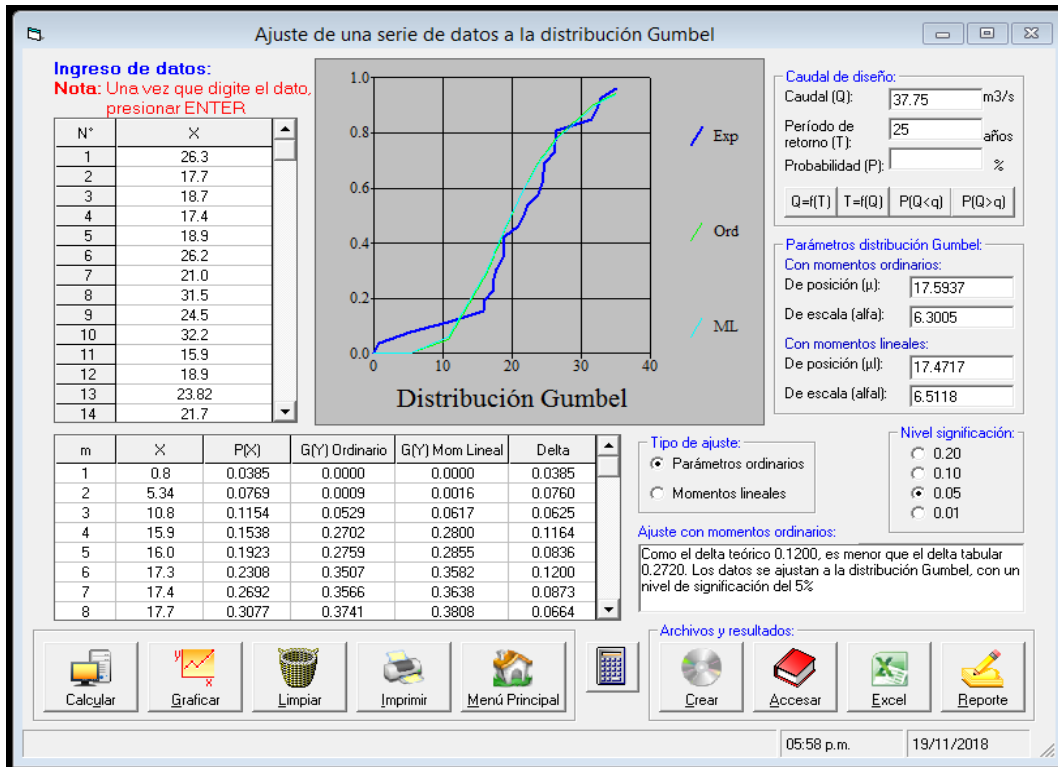 Ajuste de una serie de datos a la distribución Gumbel
Ingreso de datos:
Nota: Una vez que digite el dato,
presionar ENTER
N° X
1 26.3
2 17.7
3 18.7
4 17.4
5 18.9
6 26.2
7 21.0
8 31.5
9 24.5
10 32.2
11 15.9
12 18.9
13 23.82
14 21.7
1.0
0.8
0.6
0.4
0.2
0.0
0 10 20 30 40
Exp
Ord
ML
Distribución Gumbel
Caudal de diseño:
Caudal (Q): 37.75 m3/s
Período de
retorno (T): 25 años
Probabilidad (P): %
Q=f(T) T=f(Q) P(Q<q) P(Q>q)
Parámetros distribución Gumbel:
Con momentos ordinarios:
De posición (µ): 17.5937
De escala (alfa): 6.3005
Con momentos lineales:
De posición (µl): 17.4717
De escala (alfal): 6.5118
m X P(X) G(Y) Ordinario G(Y) Mom Lineal Delta
1 0.8 0.0385 0.0000 0.0000 0.0385
2 5.34 0.0769 0.0009 0.0016 0.0760
3 10.8 0.1154 0.0529 0.0617 0.0625
4 15.9 0.1538 0.2702 0.2800 0.1164
5 16.0 0.1923 0.2759 0.2855 0.0836
6 17.3 0.2308 0.3507 0.3582 0.1200
7 17.4 0.2692 0.3566 0.3638 0.0873
8 17.7 0.3077 0.3741 0.3808 0.0664
Tipo de ajuste:
Parámetros ordinarios
Momentos lineales
Nivel significación:
0.20
0.10
0.05
0.01
Ajuste con momentos ordinarios:
Como el delta teórico 0.1200, es menor que el delta tabular
0.2720. Los datos se ajustan a la distribución Gumbel, con un
nivel de significación del 5%
Calcular
Graficar
Limpiar
Imprimir
Menú Principal
Archivos y resultados:
Crear
Accesar
Excel
Reporte
05:58 p.m. 19/11/2018